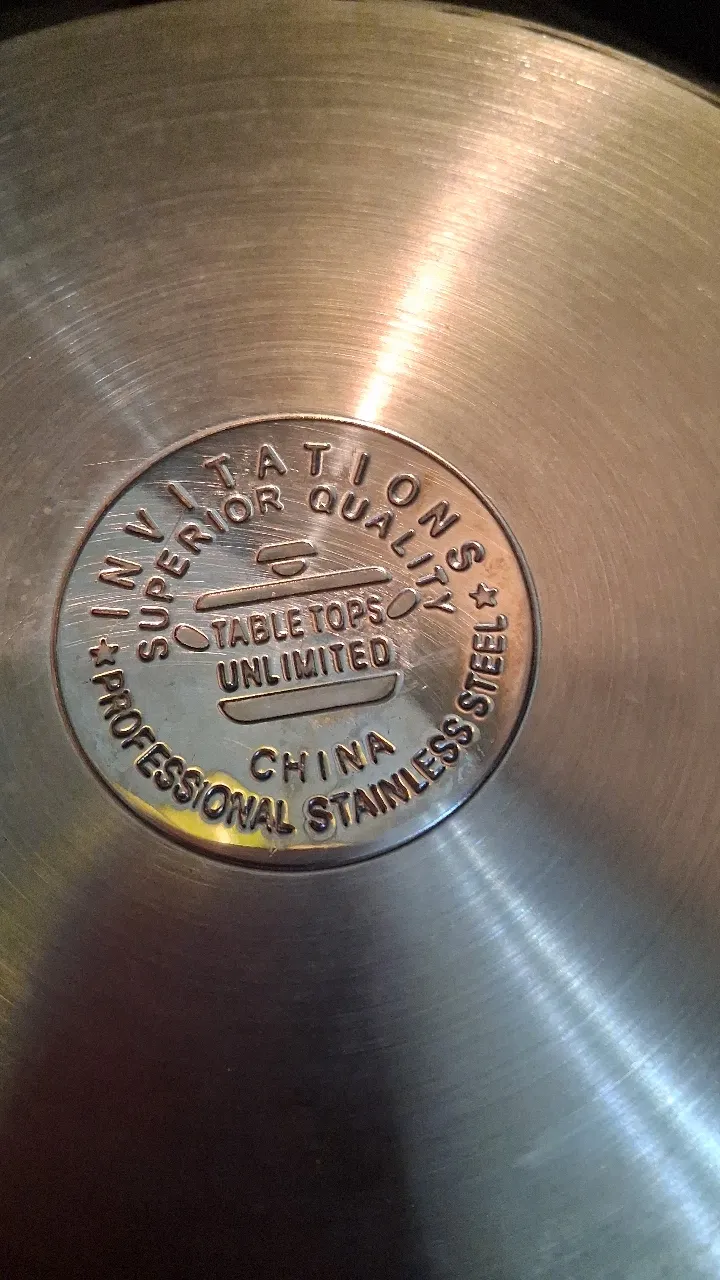 INVITATIONS
SUPERIOR QUALITY
TABLETOPS
UNLIMITED
CHINA
PROFESSIONAL STAINLESS STEEL